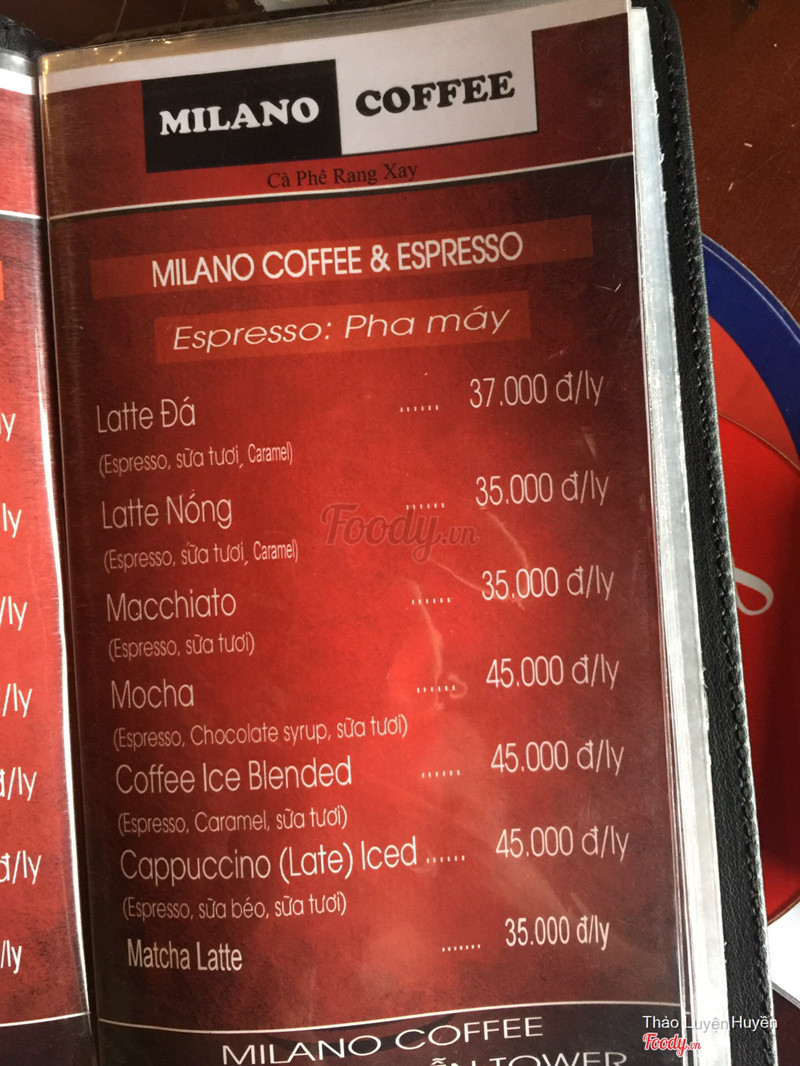 MILANO COFFEE
Cà Phê Rang Xay
MILANO COFFEE & ESPRESSO
Espresso: Pha máy
Latte Đá ...... 37.000 đ/ly
(Espresso, sữa tươi, Caramel)
Latte Nóng ...... 35.000 đ/ly
(Espresso, sữa tươi, Caramel)
Foody.vn
Macchiato ...... 35.000 đ/ly
(Espresso, sữa tươi)
Mocha ...... 45.000 đ/ly
(Espresso, Chocolate syrup, sữa tươi)
Coffee Ice Blended ...... 45.000 đ/ly
(Espresso, Caramel, sữa tươi)
Cappuccino (Late) Iced ...... 45.000 đ/ly
(Espresso, sữa béo, sữa tươi)
Matcha Latte ....... 35.000 đ/ly
MILANO COFFEE
TOWER
Thảo Luyện Huyền
Foody.vn